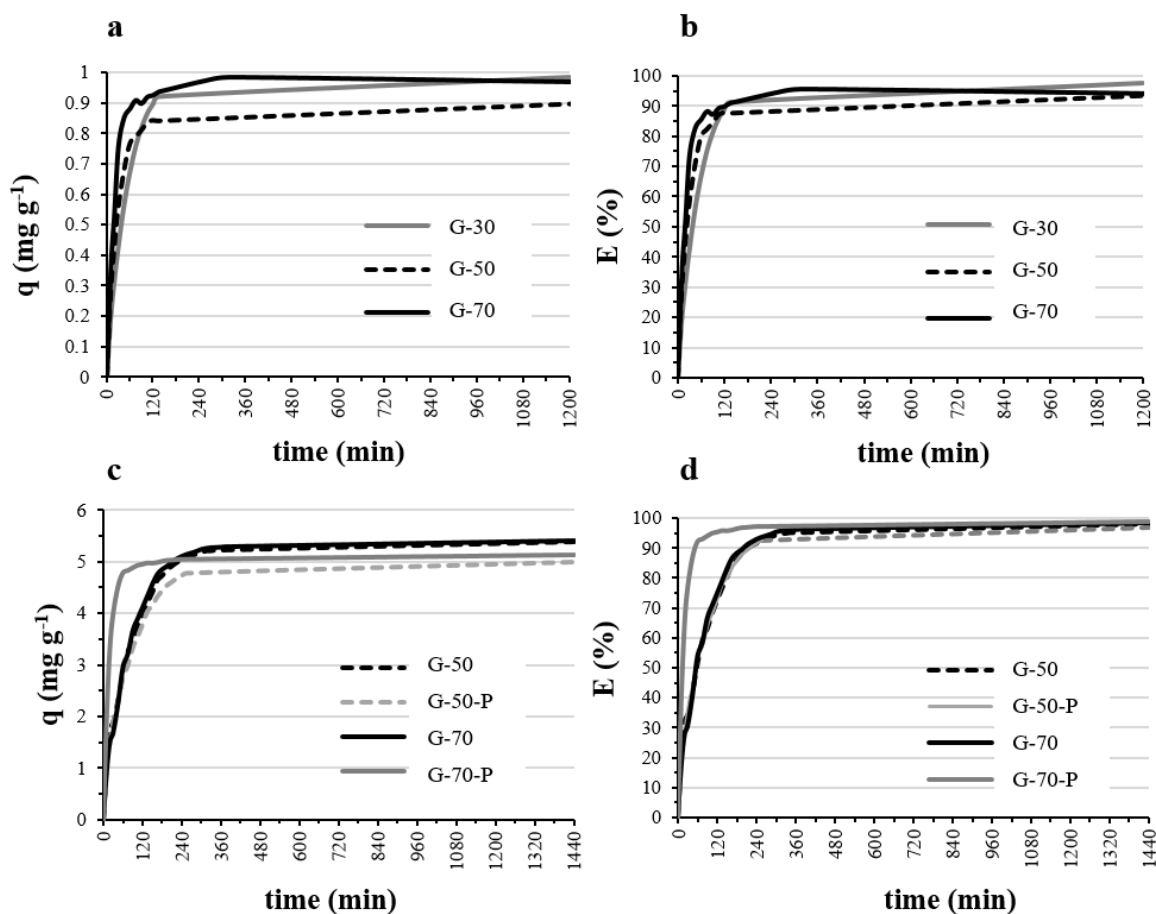 a
1
0.9
0.8
0.7
0.6
0.5
0.4
0.3
0.2
0.1
0
q (mg g⁻¹)
G-30
G-50
G-70
0 120 240 360 480 600 720 840 960 1080 1200
time (min)
b
100
90
80
70
60
50
40
30
20
10
0
E (%)
G-30
G-50
G-70
0 120 240 360 480 600 720 840 960 1080 1200
time (min)
c
6
5
4
3
2
1
0
q (mg g⁻¹)
G-50
G-50-P
G-70
G-70-P
0 120 240 360 480 600 720 840 960 1080 1200 1320 1440
time (min)
d
100
90
80
70
60
50
40
30
20
10
0
E (%)
G-50
G-50-P
G-70
G-70-P
0 120 240 360 480 600 720 840 960 1080 1200 1320 1440
time (min)